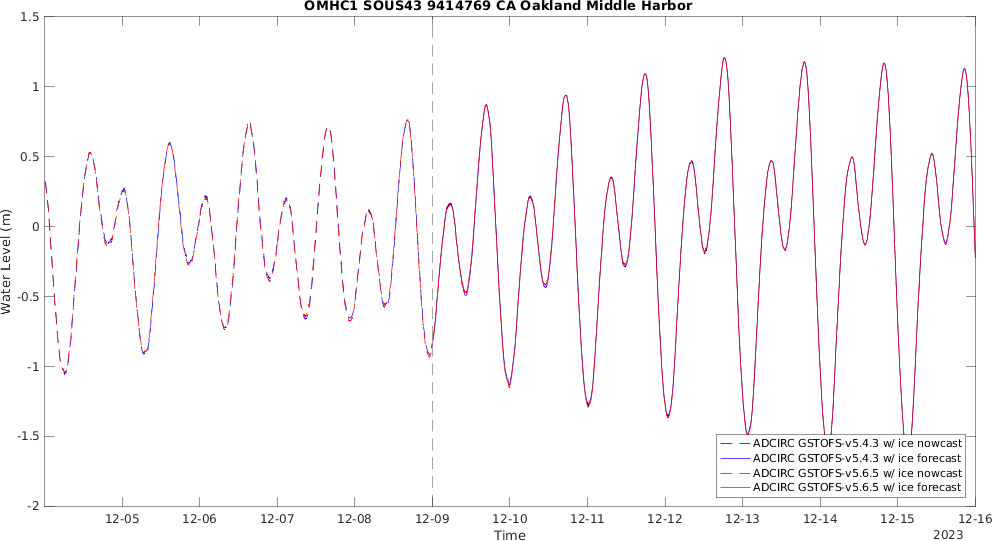 OMHC1 SOUS43 9414769 CA Oakland Middle Harbor
1.5
1
0.5
0
-0.5
-1
-1.5
-2
Water Level (m)
12-05 12-06 12-07 12-08 12-09 12-10 12-11 12-12 12-13 12-14 12-15 12-16
Time
2023
ADCIRC GSTOFS-v5.4.3 w/ ice nowcast
ADCIRC GSTOFS-v5.4.3 w/ ice forecast
ADCIRC GSTOFS-v5.6.5 w/ ice nowcast
ADCIRC GSTOFS-v5.6.5 w/ ice forecast